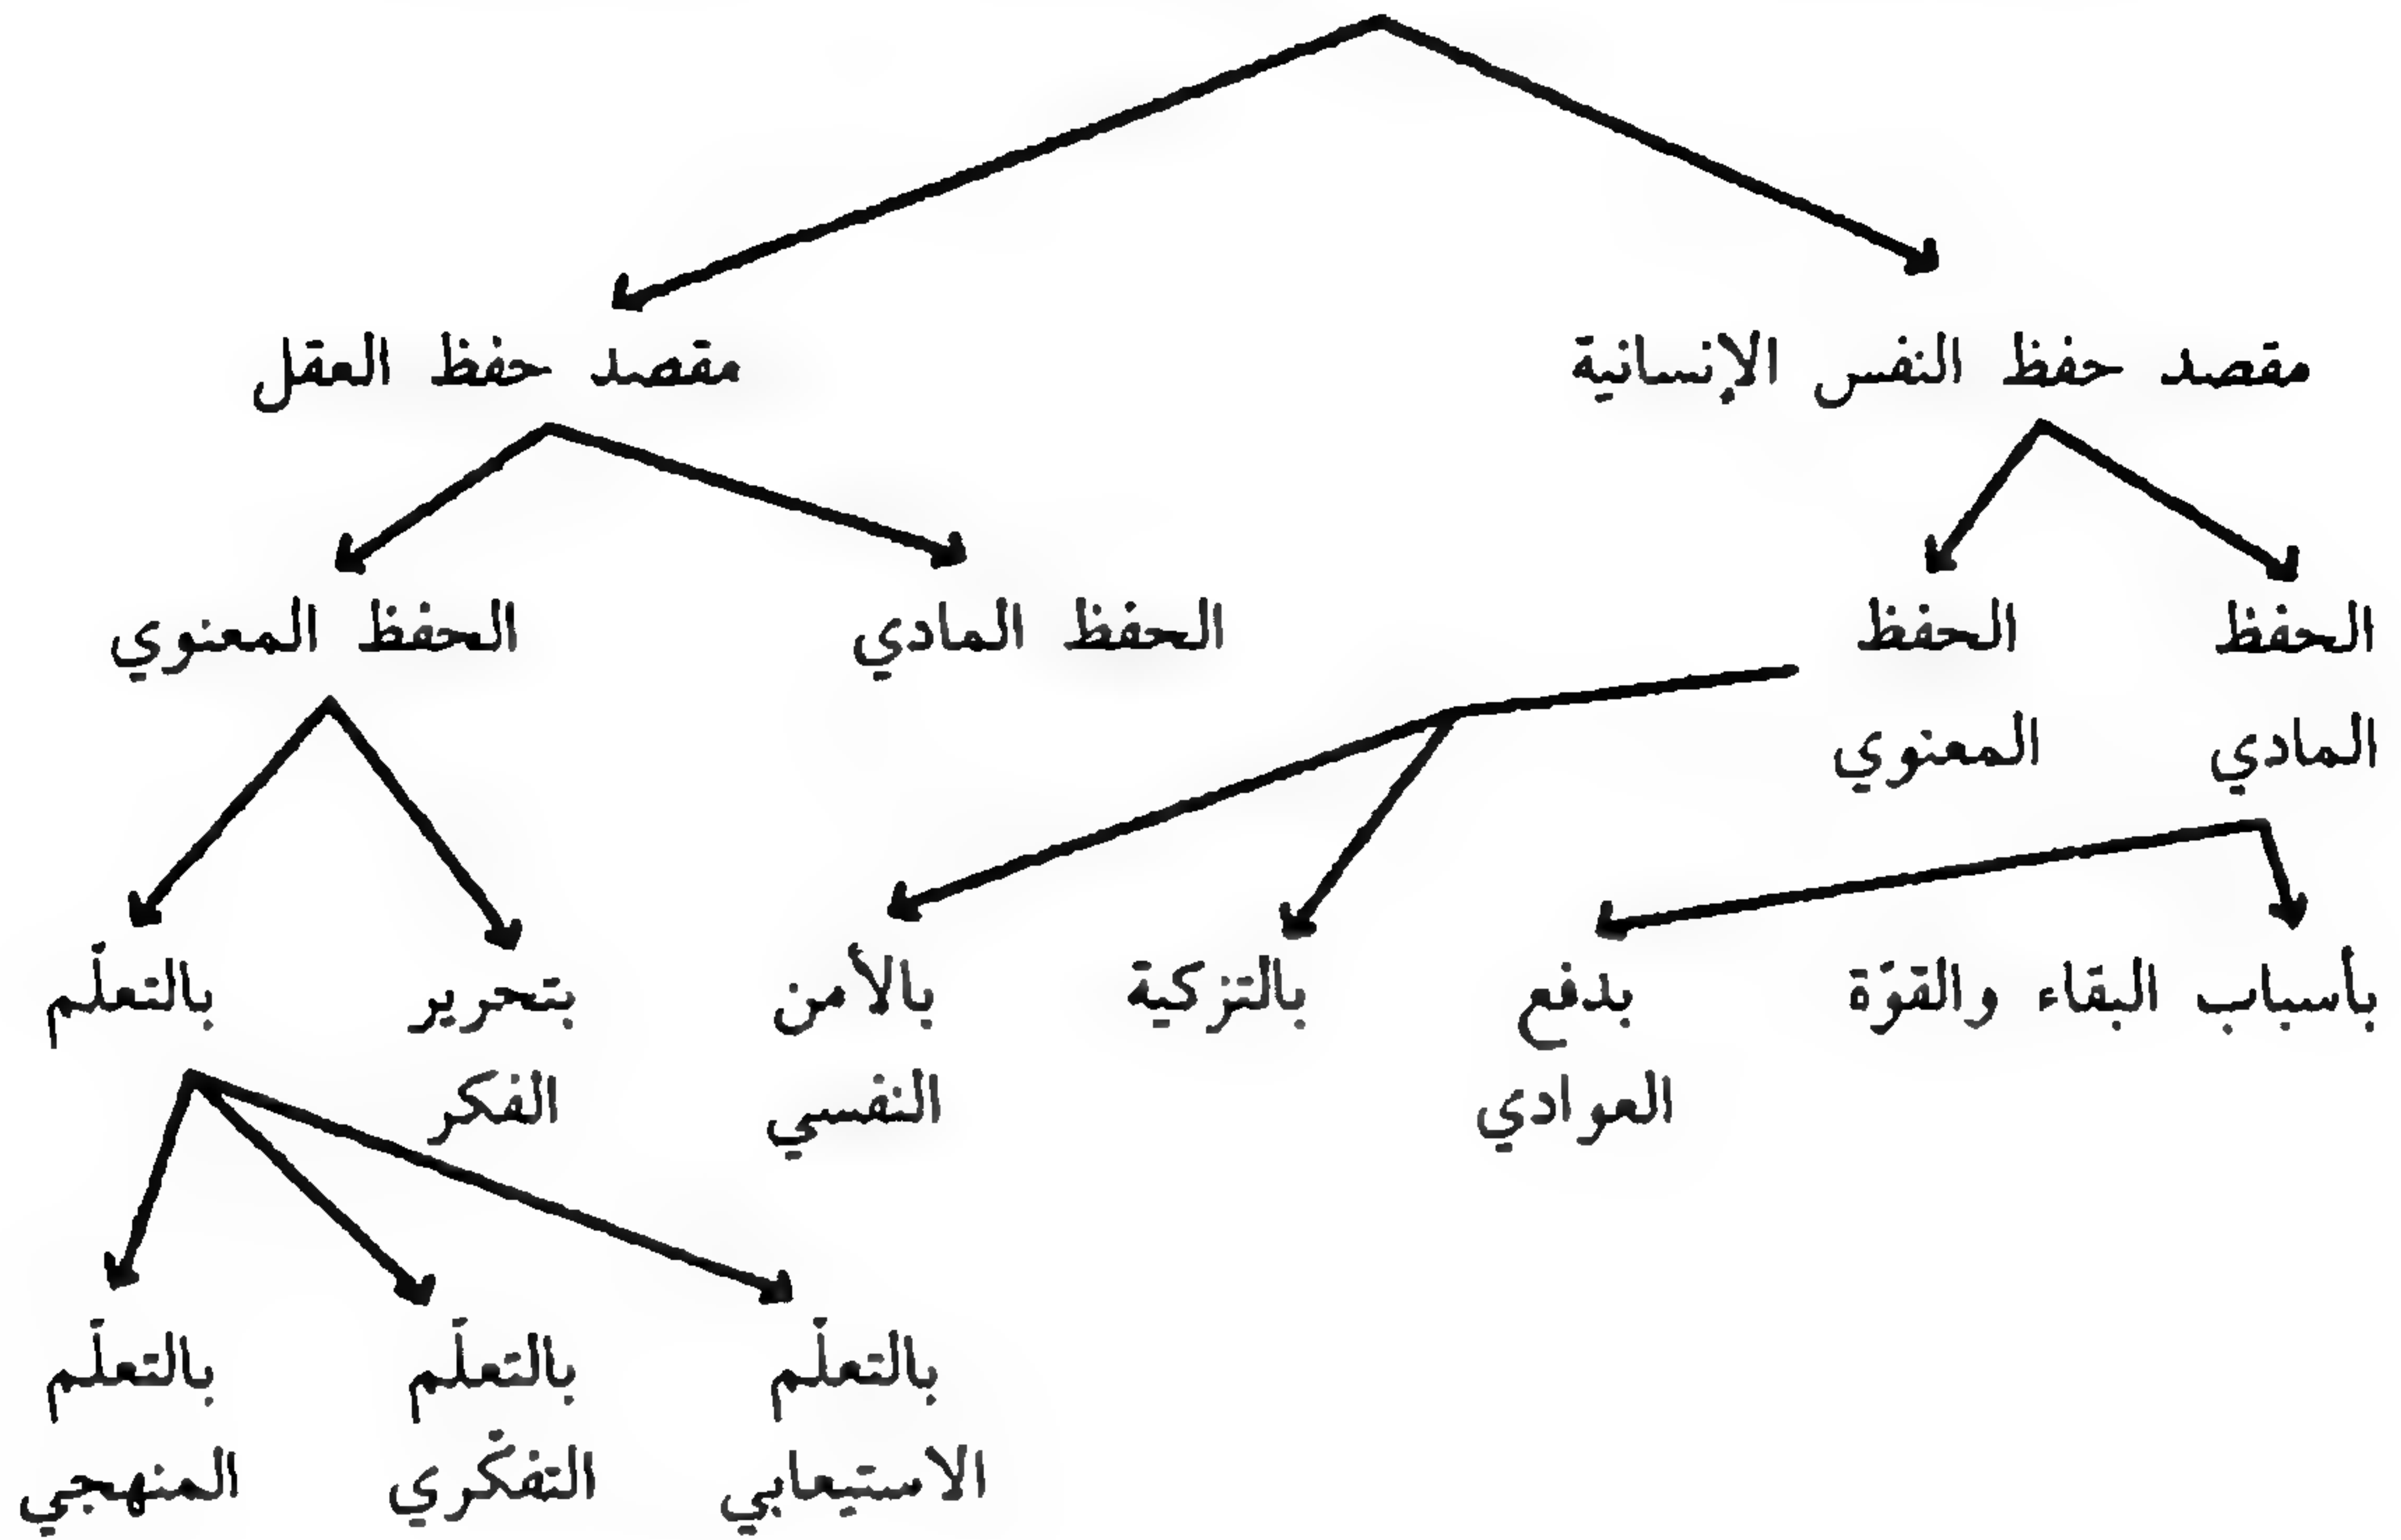 مقصد حفظ النفس الإنسانية
مقصد حفظ العقل
الحفظ
المادي
الحفظ
المعنوي
الحفظ المادي
الحفظ المعنوي
بأسباب البقاء والقوّة
بدفع
العوادي
بالتزكية
بالأمن
النفسي
بتحرير
الفكر
بالتعلّم
بالتعلّم
الاستيعابي
بالتعلّم
التفكّري
بالتعلّم
المنهجي